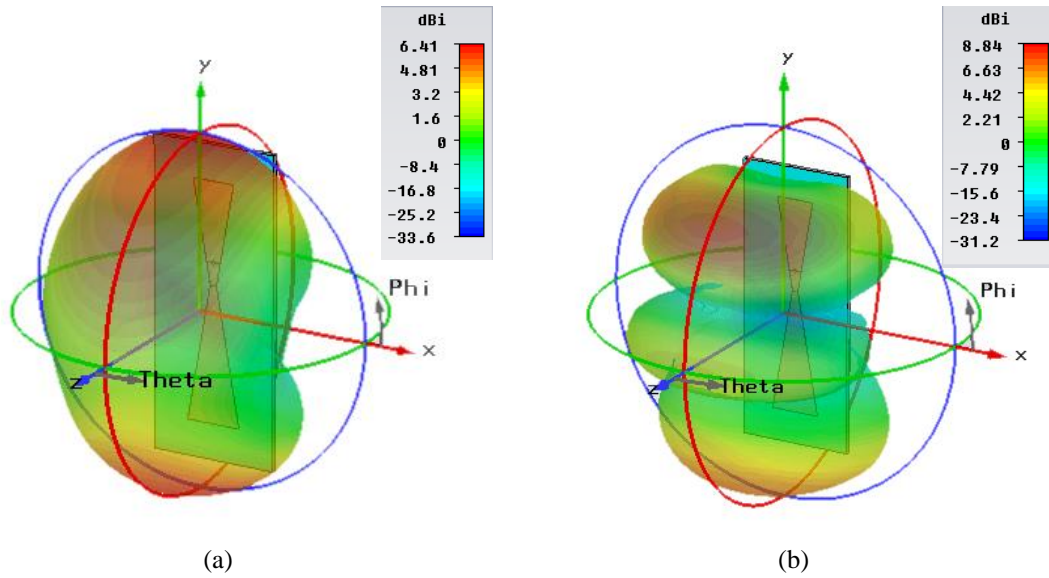 dBi
6.41
4.81
3.2
1.6
0
-8.4
-16.8
-25.2
-33.6
y
Phi
x
z
Theta
(a)
dBi
8.84
6.63
4.42
2.21
0
-7.79
-15.6
-23.4
-31.2
y
Phi
x
z
Theta
(b)